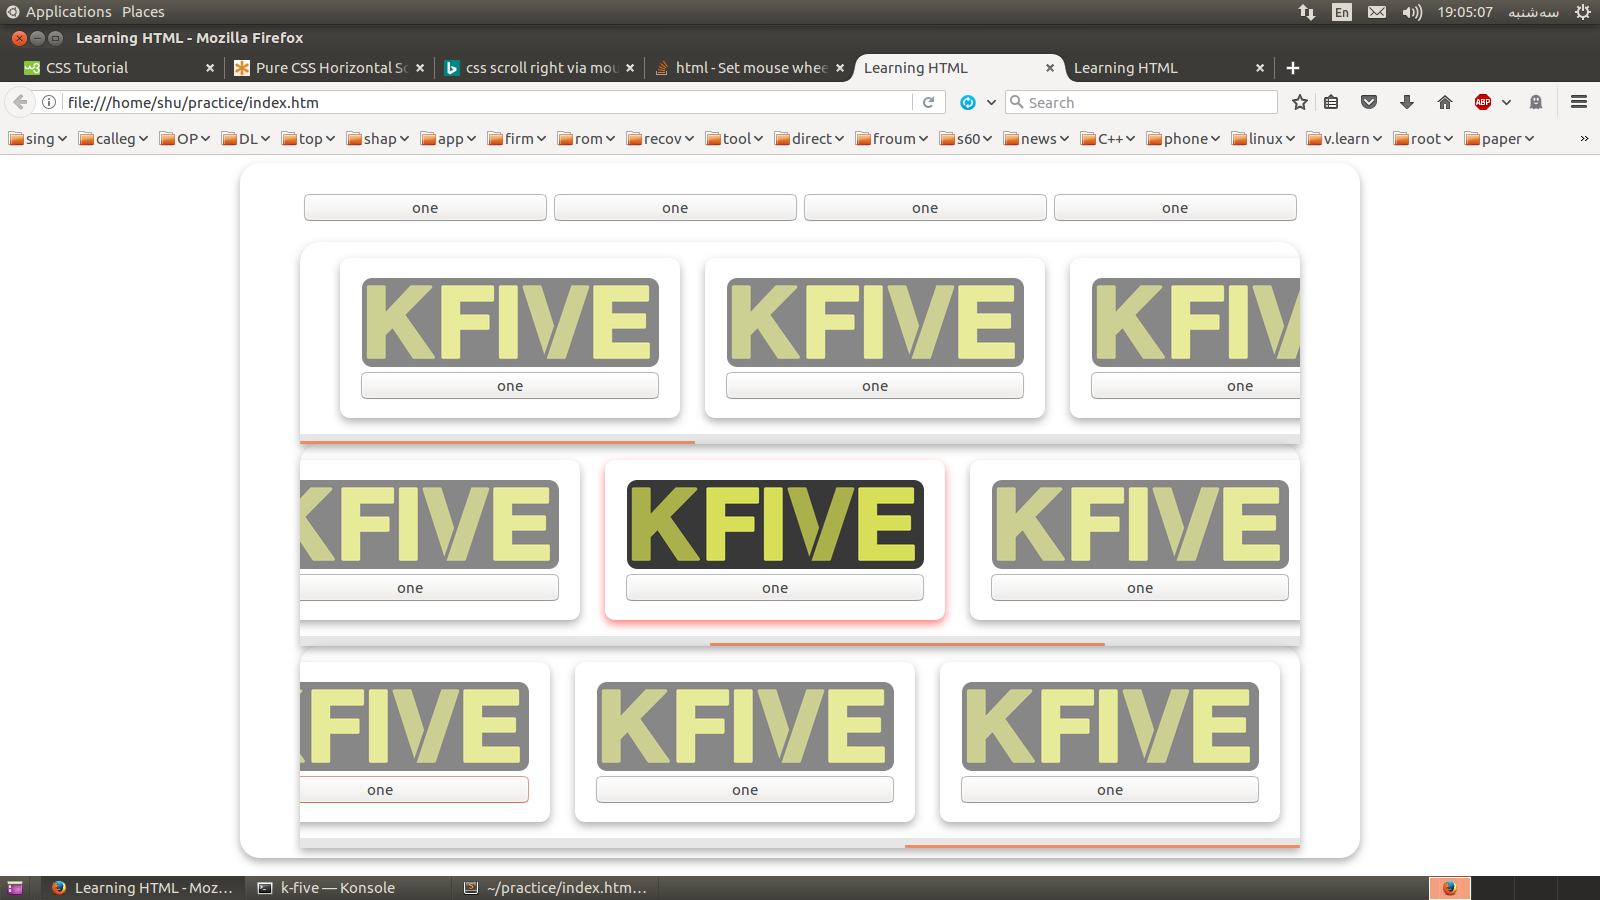 Applications Places En 19:05:07 سه‌شنبه
Learning HTML - Mozilla Firefox
CSS Tutorial Pure CSS Horizontal Sc css scroll right via mou html - Set mouse whee Learning HTML Learning HTML
file:///home/shu/practice/index.htm Search ABP
sing calleg OP DL top shap app firm rom recov tool direct froum s60 news C++ phone linux v.learn root paper »
one one one one
KFIVE KFIVE KFIV
one one one
KFIVE KFIVE KFIVE
one one one
KFIVE KFIVE KFIVE
one one one
Learning HTML - Moz... k-five — Konsole ~/practice/index.htm...